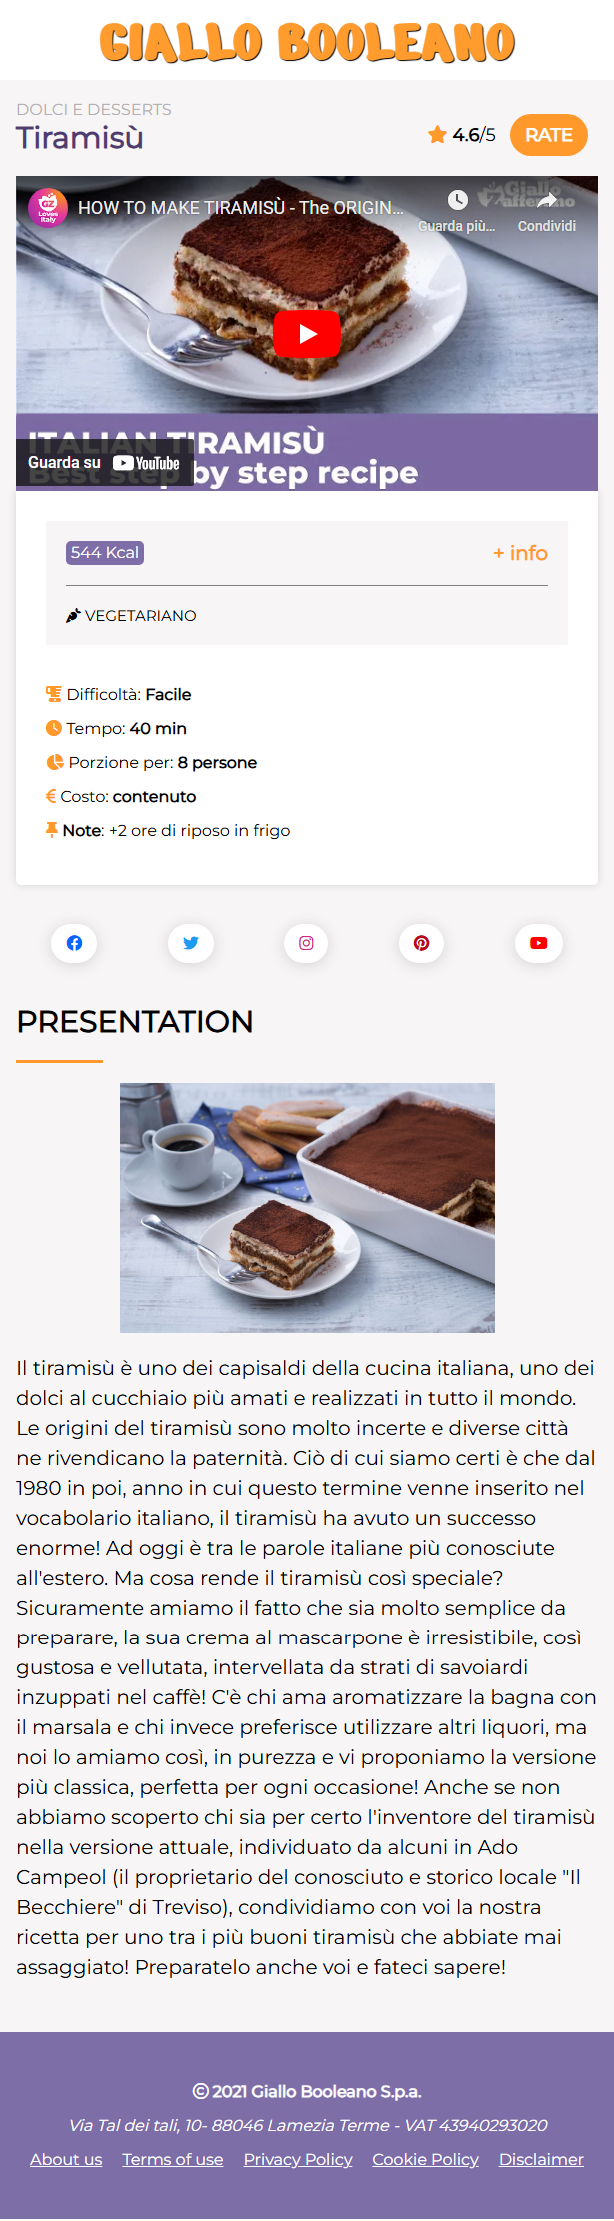 GIALLO BOOLEANO
DOLCI E DESSERTS
Tiramisù
4.6/5
RATE
GZ
Loves
Italy
HOW TO MAKE TIRAMISÙ - The ORIGIN...
Guarda più...
Condividi
Giallo
Zafferano
ITALIAN TIRAMISÙ
Best step by step recipe
Guarda su YouTube
544 Kcal
+ info
VEGETARIANO
Difficoltà: Facile
Tempo: 40 min
Porzione per: 8 persone
€ Costo: contenuto
Note: +2 ore di riposo in frigo
PRESENTATION
Il tiramisù è uno dei capisaldi della cucina italiana, uno dei
dolci al cucchiaio più amati e realizzati in tutto il mondo.
Le origini del tiramisù sono molto incerte e diverse città
ne rivendicano la paternità. Ciò di cui siamo certi è che dal
1980 in poi, anno in cui questo termine venne inserito nel
vocabolario italiano, il tiramisù ha avuto un successo
enorme! Ad oggi è tra le parole italiane più conosciute
all'estero. Ma cosa rende il tiramisù così speciale?
Sicuramente amiamo il fatto che sia molto semplice da
preparare, la sua crema al mascarpone è irresistibile, così
gustosa e vellutata, intervellata da strati di savoiardi
inzuppati nel caffè! C'è chi ama aromatizzare la bagna con
il marsala e chi invece preferisce utilizzare altri liquori, ma
noi lo amiamo così, in purezza e vi proponiamo la versione
più classica, perfetta per ogni occasione! Anche se non
abbiamo scoperto chi sia per certo l'inventore del tiramisù
nella versione attuale, individuato da alcuni in Ado
Campeol (il proprietario del conosciuto e storico locale "Il
Becchiere" di Treviso), condividiamo con voi la nostra
ricetta per uno tra i più buoni tiramisù che abbiate mai
assaggiato! Preparatelo anche voi e fateci sapere!
© 2021 Giallo Booleano S.p.a.
Via Tal dei tali, 10- 88046 Lamezia Terme - VAT 43940293020
About us Terms of use Privacy Policy Cookie Policy Disclaimer